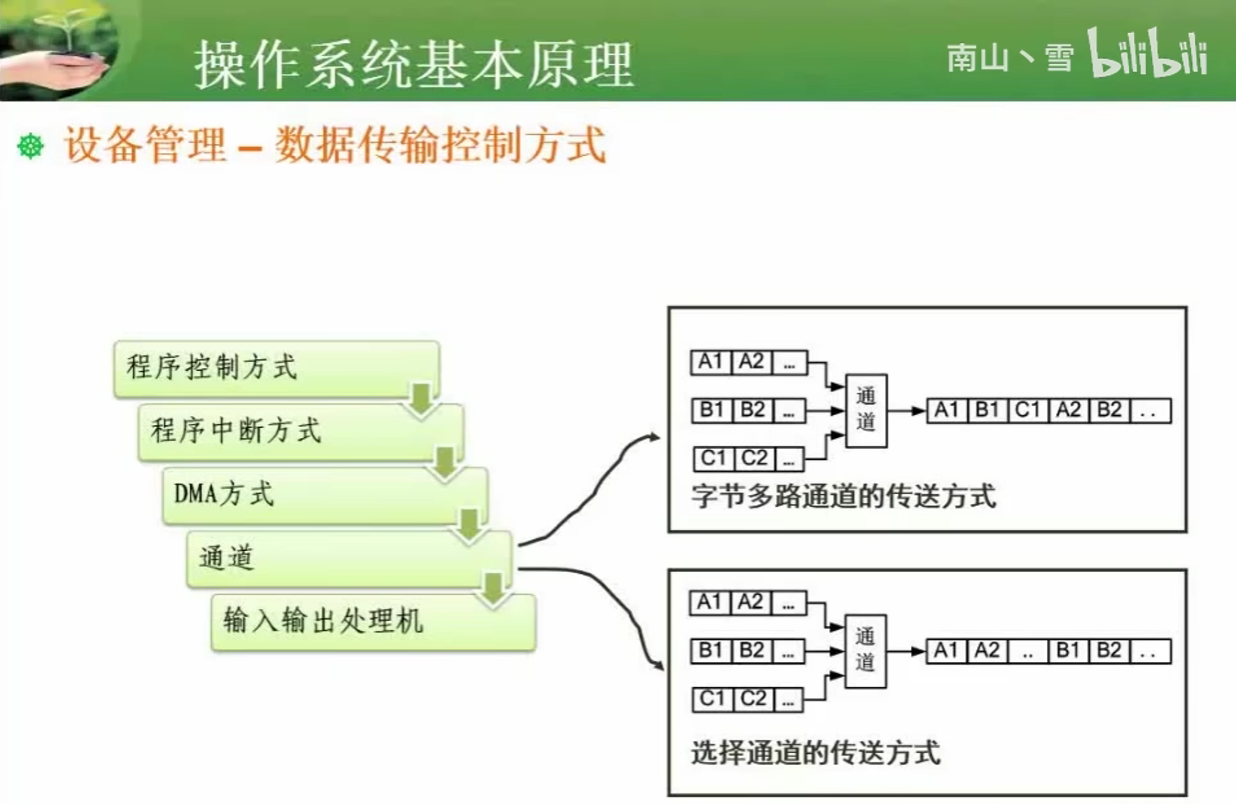 操作系统基本原理
南山丶雪 bilibili
设备管理 – 数据传输控制方式
程序控制方式
程序中断方式
DMA方式
通道
输入输出处理机
A1 A2 ...
B1 B2 ...
C1 C2 ...
通道
A1 B1 C1 A2 B2 ..
字节多路通道的传送方式
A1 A2 ...
B1 B2 ...
C1 C2 ...
通道
A1 A2 .. B1 B2 ..
选择通道的传送方式